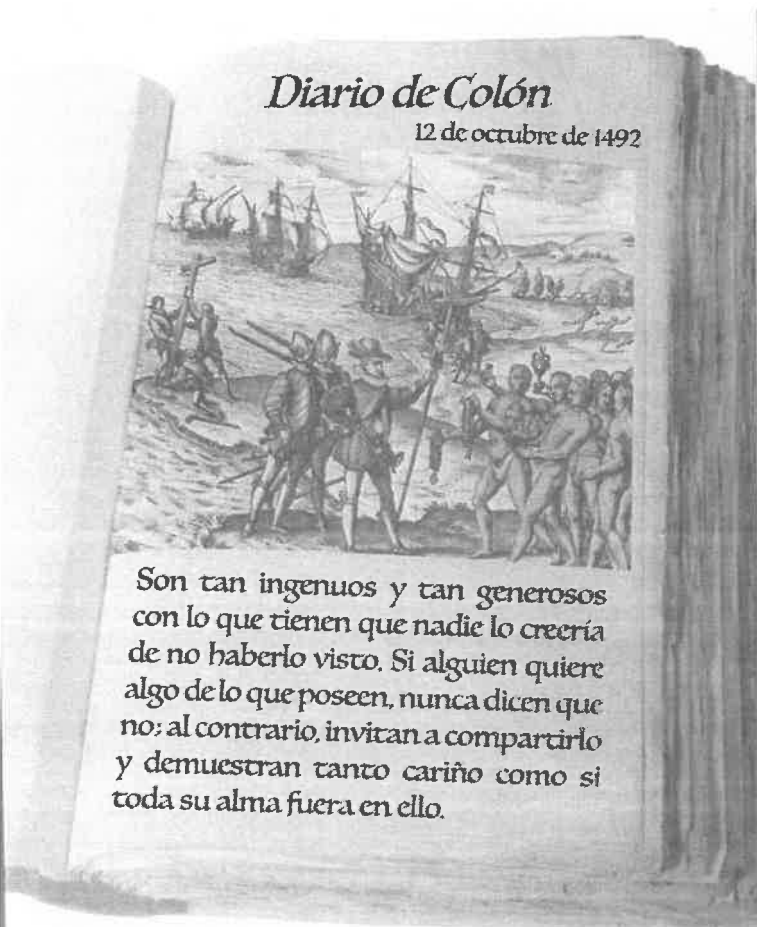 Diario de Colón
12 de octubre de 1492
Son tan ingenuos y tan generosos
con lo que tienen que nadie lo creería
de no haberlo visto. Si alguien quiere
algo de lo que poseen, nunca dicen que
no; al contrario, invitan a compartirlo
y demuestran tanto cariño como si
toda su alma fuera en ello.